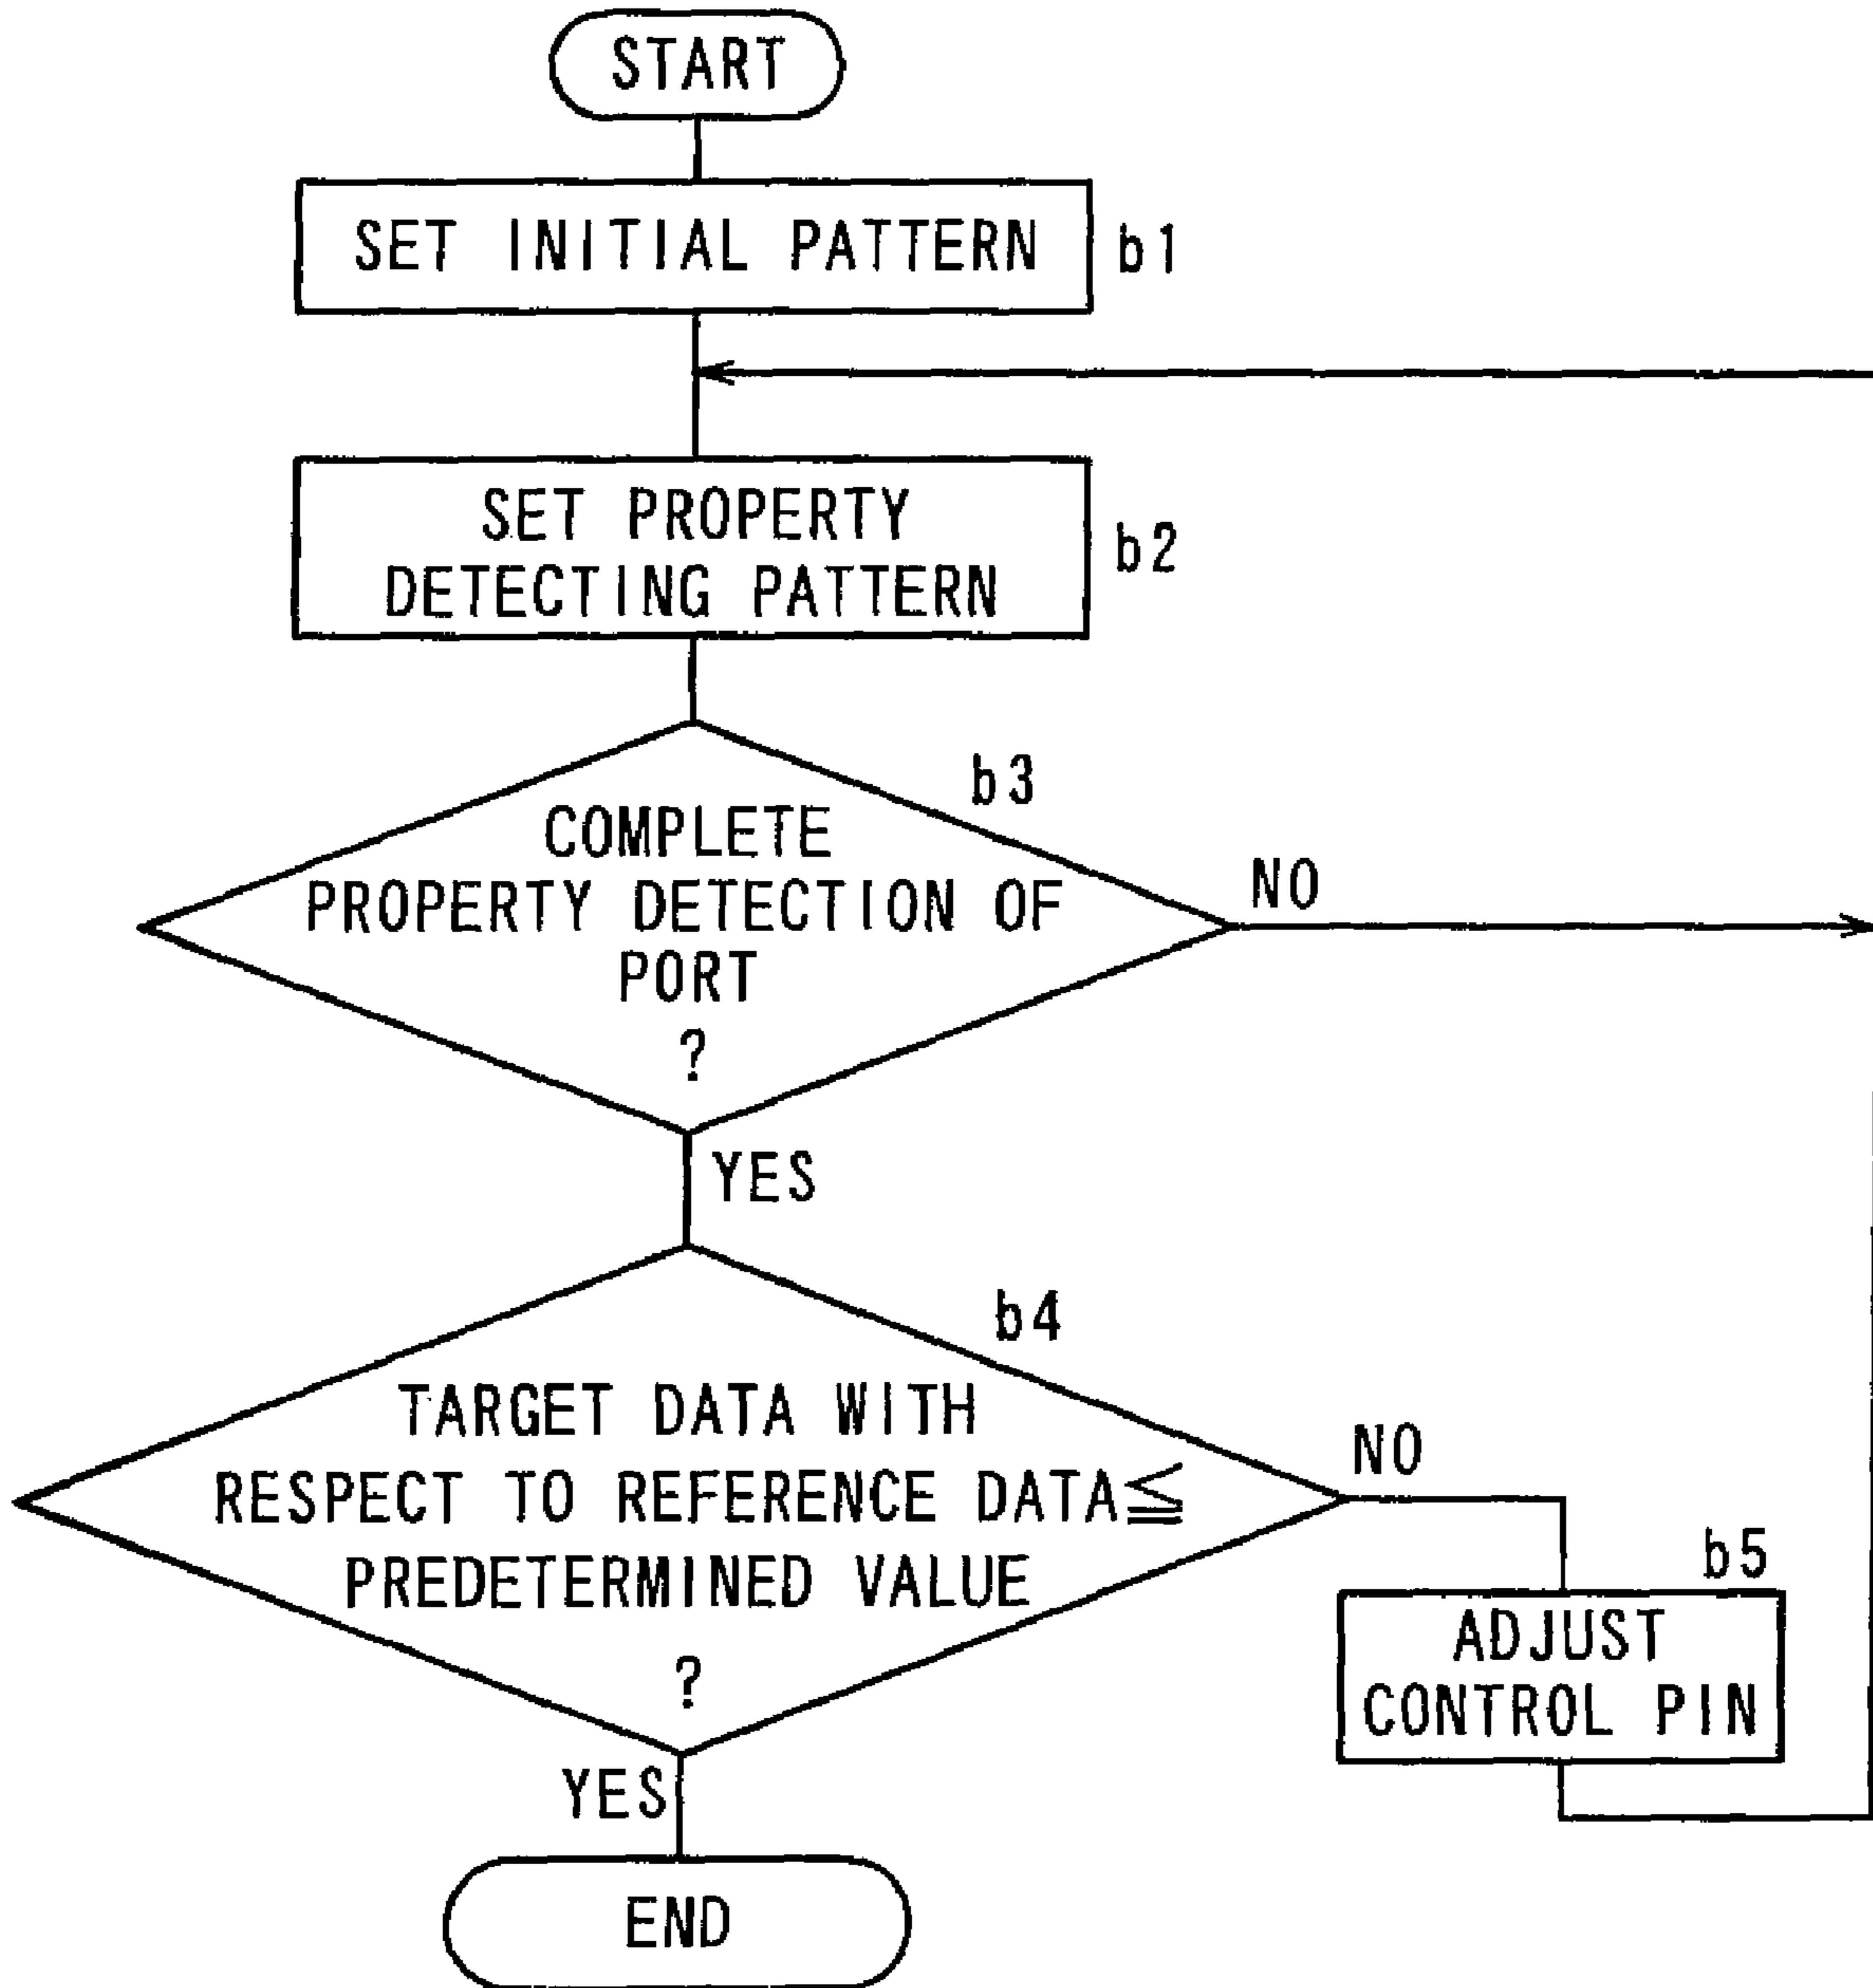 START
SET INITIAL PATTERN
b1
SET PROPERTY
DETECTING PATTERN
b2
b3
COMPLETE
PROPERTY DETECTION OF
PORT
?
NO
YES
b4
TARGET DATA WITH
RESPECT TO REFERENCE DATA≦
PREDETERMINED VALUE
?
NO
b5
ADJUST
CONTROL PIN
YES
END